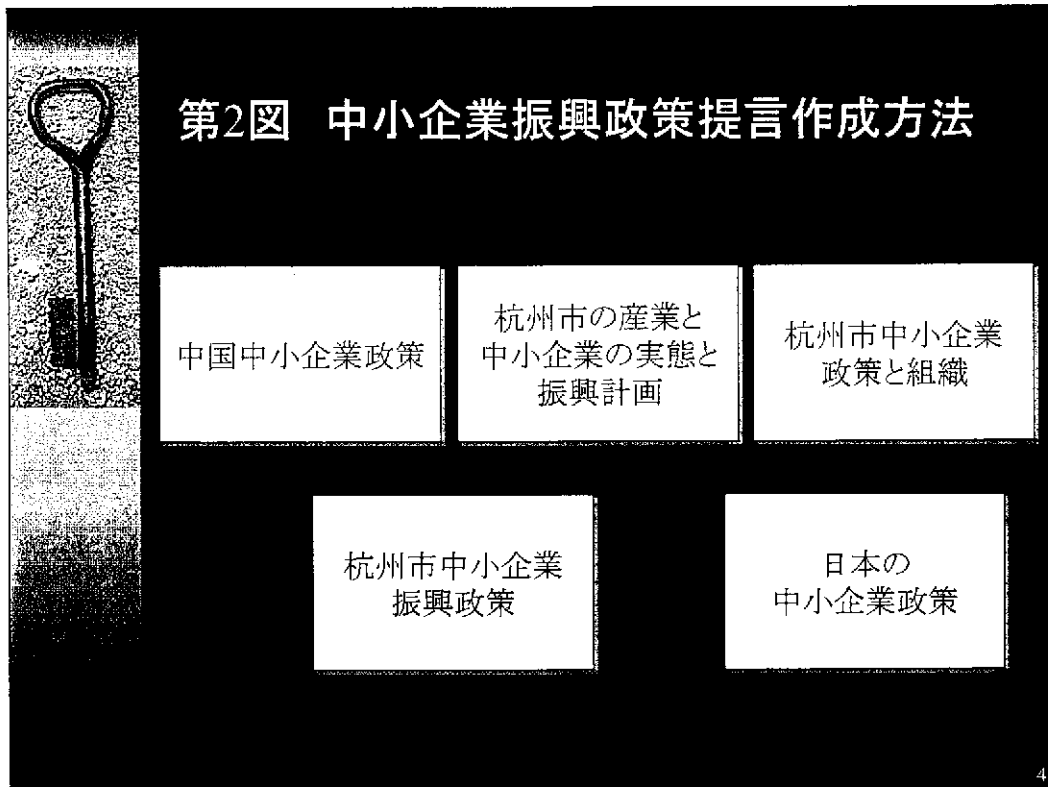 第2図 中小企業振興政策提言作成方法
中国中小企業政策
杭州市の産業と
中小企業の実態と
振興計画
杭州市中小企業
政策と組織
杭州市中小企業
振興政策
日本の
中小企業政策
4